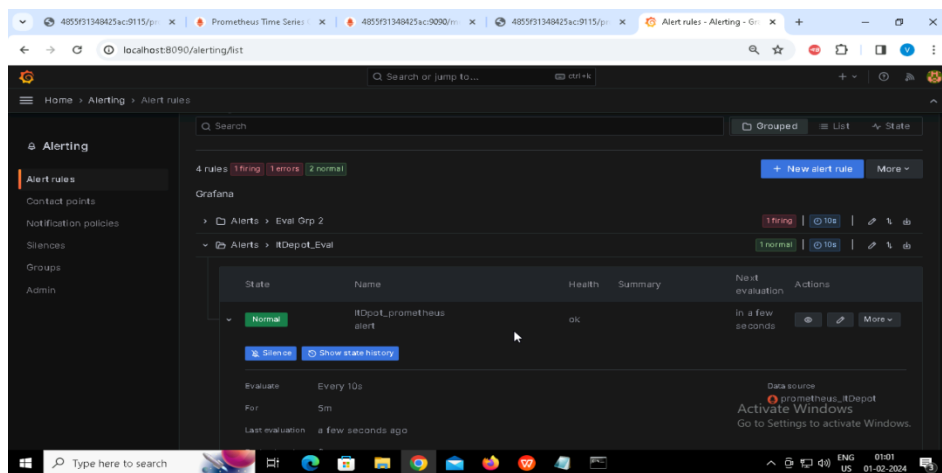 4855f31348425ac:9115/pr
Prometheus Time Series
4855f31348425ac:9090/m
4855f31348425ac:9115/pr
Alert rules - Alerting - Gr
localhost:8090/alerting/list
Search or jump to...
ctrl+k
Home > Alerting > Alert rules
Search
Grouped
List
State
Alerting
4 rules 1 firing 1 errors 2 normal
+ New alert rule
More
Alert rules
Grafana
Contact points
Notification policies
Alerts > Eval Grp 2
1 firing
10s
Silences
Alerts > ItDepot_Eval
1 normal
10s
Groups
Admin
State
Name
Health
Summary
Next
evaluation
Actions
Normal
ItDpot_prometheus
alert
ok
in a few
seconds
More
Silence
Show state history
Evaluate
Every 10s
Data source
prometheus_ItDepot
For
5m
Activate Windows
Go to Settings to activate Windows.
Last evaluation
a few seconds ago
Type here to search
ENG
US
01:01
01-02-2024